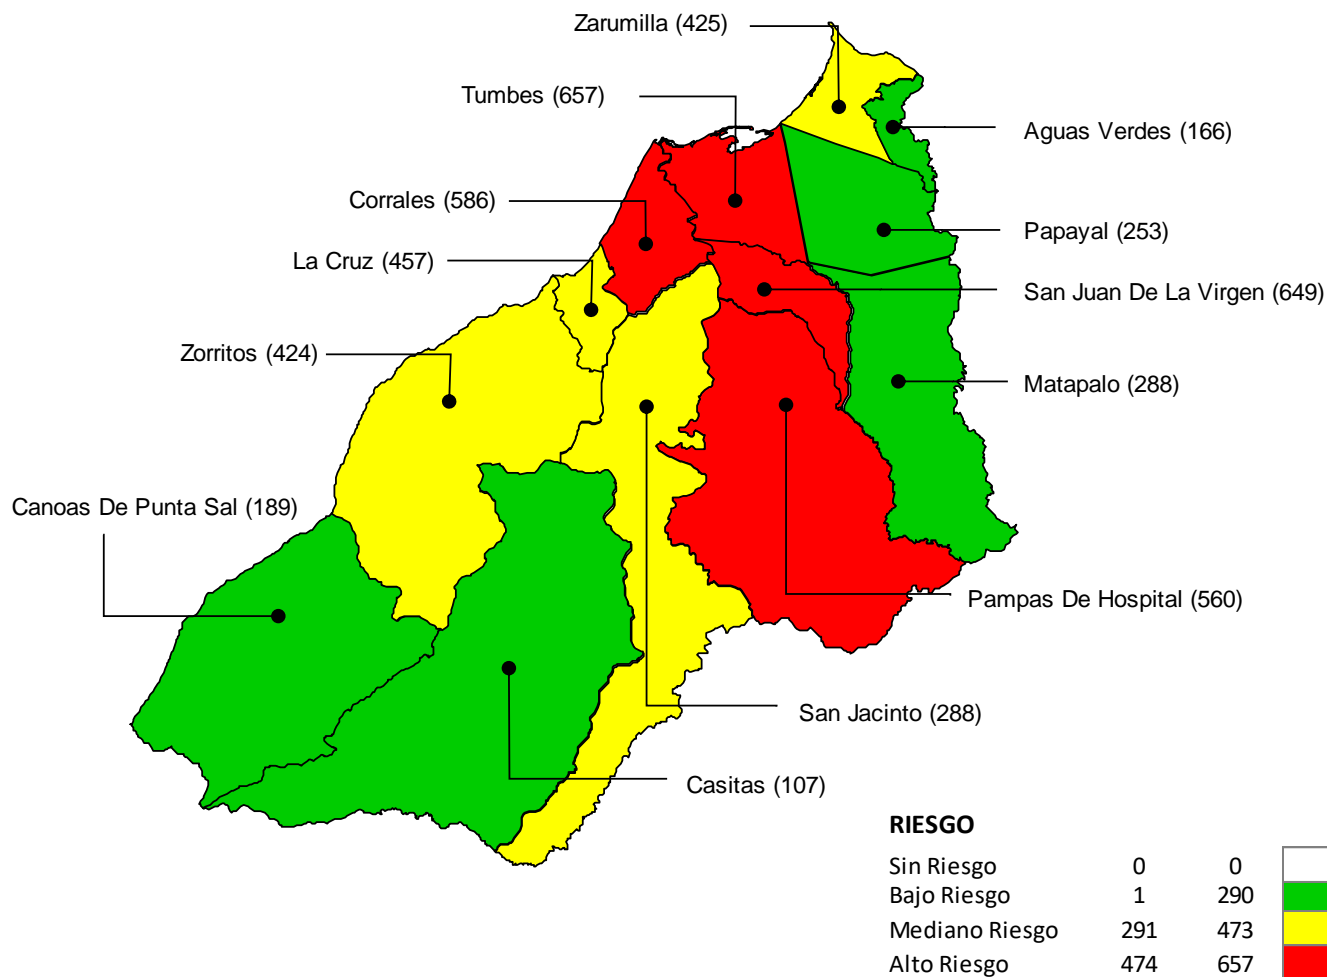 Zarumilla (425)
Tumbes (657)
Aguas Verdes (166)
Corrales (586)
Papayal (253)
La Cruz (457)
San Juan De La Virgen (649)
Zorritos (424)
Matapalo (288)
Canoas De Punta Sal (189)
Pampas De Hospital (560)
San Jacinto (288)
Casitas (107)
RIESGO
Sin Riesgo 0 0
Bajo Riesgo 1 290
Mediano Riesgo 291 473
Alto Riesgo 474 657